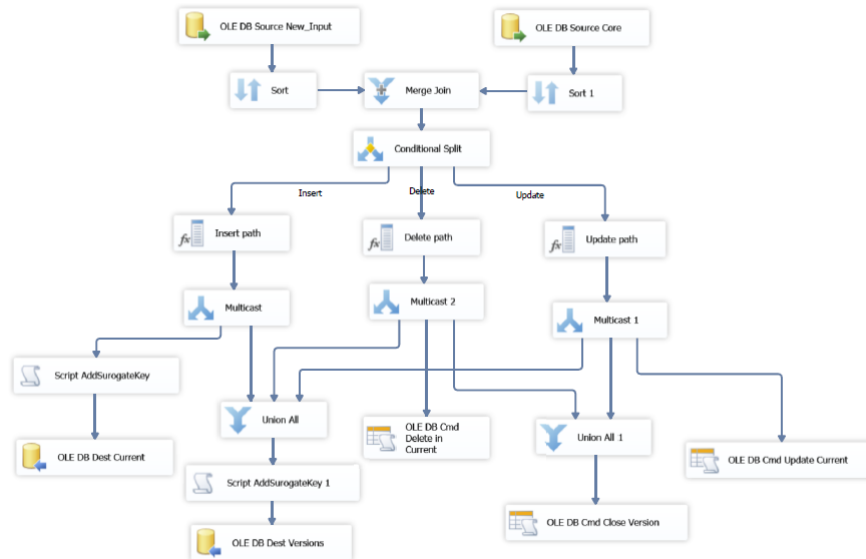 OLE DB Source New_Input
OLE DB Source Core
Sort
Merge Join
Sort 1
Conditional Split
Insert
Delete
Update
Insert path
Delete path
Update path
Multicast
Multicast 2
Multicast 1
Script AddSurogateKey
Union All
OLE DB Cmd
Delete in
Current
Union All 1
OLE DB Dest Current
OLE DB Cmd Update Current
Script AddSurogateKey 1
OLE DB Cmd Close Version
OLE DB Dest Versions